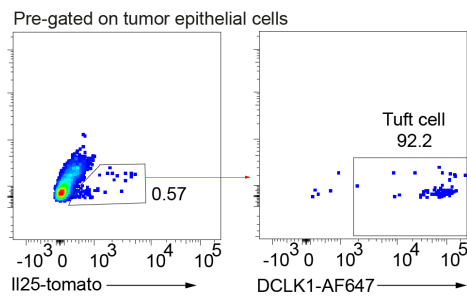 Pre-gated on tumor epithelial cells
0.57
Tuft cell
92.2
-10³ 0 10³ 10⁴ 10⁵
-10³ 0 10³ 10⁴ 10⁵
Il25-tomato
DCLK1-AF647